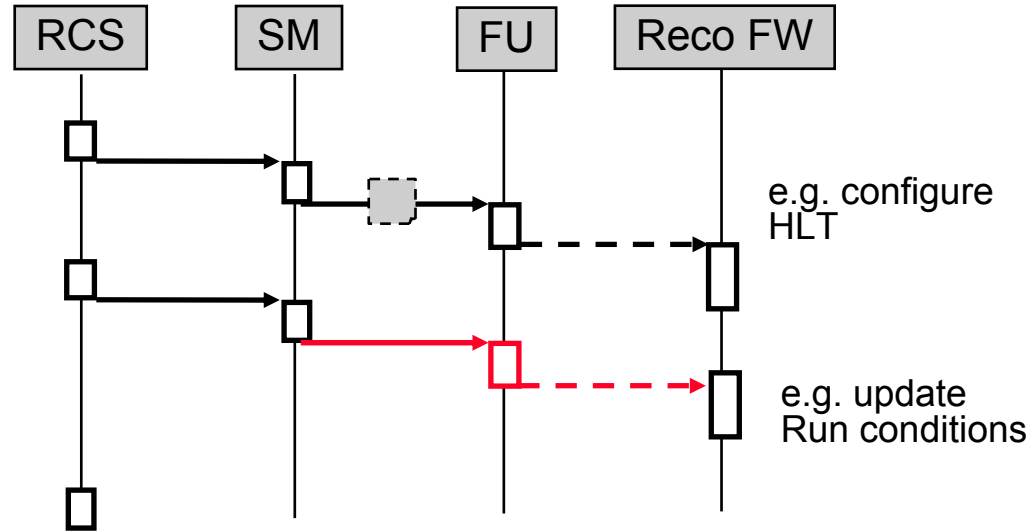 RCS
SM
FU
Reco FW
e.g. configure
HLT
e.g. update
Run conditions